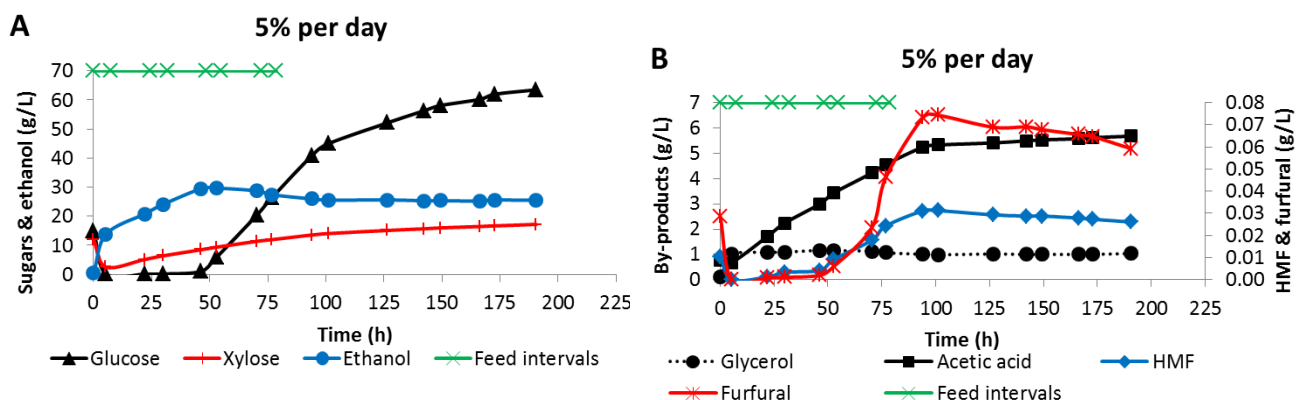 A
5% per day
Sugars & ethanol (g/L)
70
60
50
40
30
20
10
0
0 25 50 75 100 125 150 175 200 225
Time (h)
Glucose Xylose Ethanol Feed intervals
B
5% per day
By-products (g/L)
7
6
5
4
3
2
1
0
0.08
0.07
0.06
0.05
0.04
0.03
0.02
0.01
0.00
HMF & furfural (g/L)
0 25 50 75 100 125 150 175 200 225
Time (h)
Glycerol Acetic acid HMF
Furfural Feed intervals